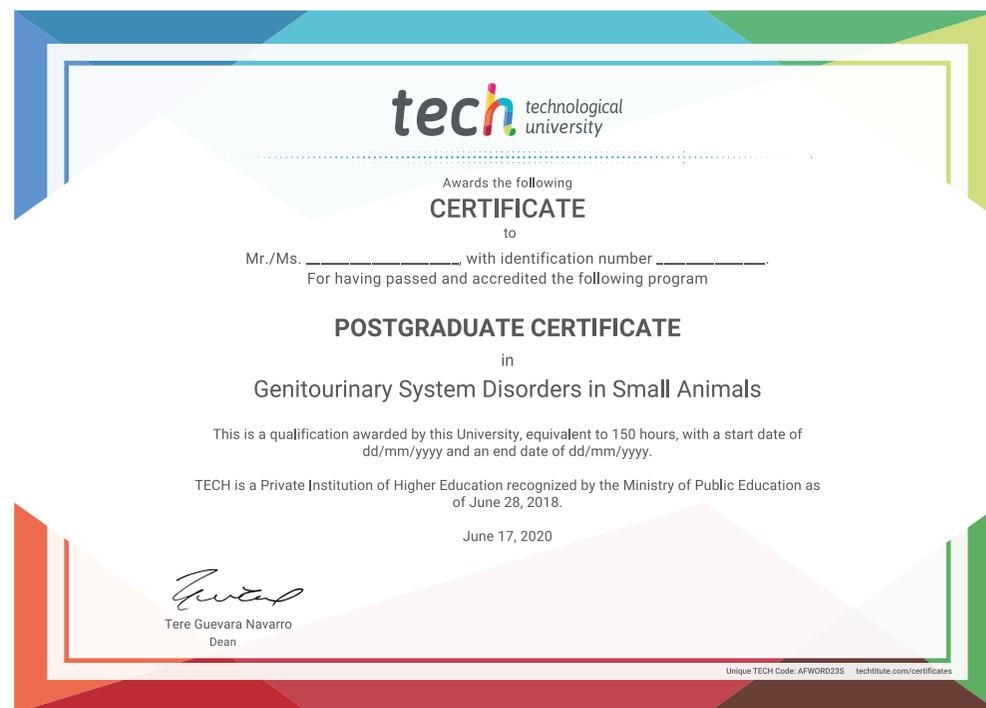 tech technological
university
Awards the following
CERTIFICATE
to
Mr./Ms. ________________, with identification number ____________.
For having passed and accredited the following program
POSTGRADUATE CERTIFICATE
in
Genitourinary System Disorders in Small Animals
This is a qualification awarded by this University, equivalent to 150 hours, with a start date of
dd/mm/yyyy and an end date of dd/mm/yyyy.
TECH is a Private Institution of Higher Education recognized by the Ministry of Public Education as
of June 28, 2018.
June 17, 2020
Tere Guevara Navarro
Dean
Unique TECH Code: AFWORD23S techtitute.com/certificates